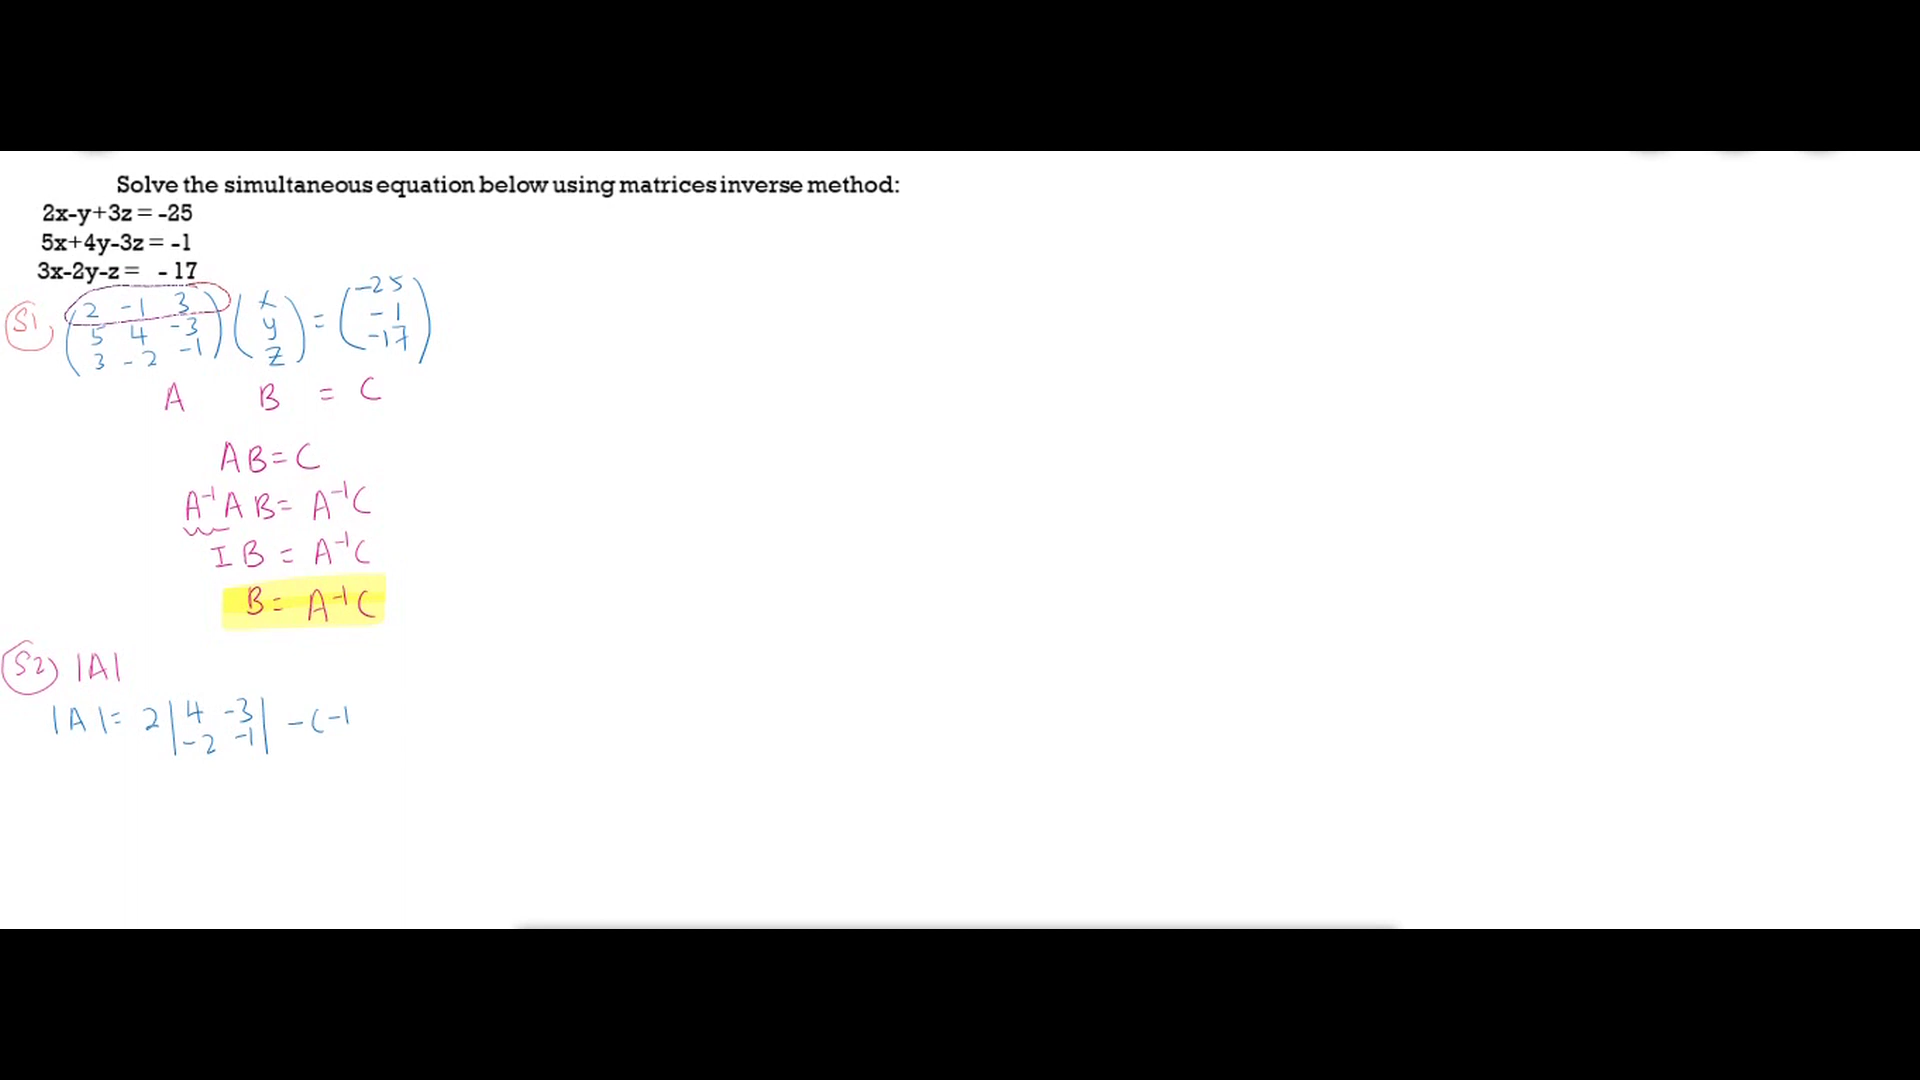 Solve the simultaneous equation below using matrices inverse method:
2x-y+3z = -25
5x+4y-3z = -1
3x-2y-z = - 17
S1 (2 -1 3) (x) = (-25)
(5 4 -3) (y) (-1)
(3 -2 -1) (z) (-17)
A B = C
AB = C
A⁻¹A B = A⁻¹C
I B = A⁻¹C
B = A⁻¹C
S2 |A|
|A| = 2 |4 -3| -(-1
|-2 -1|